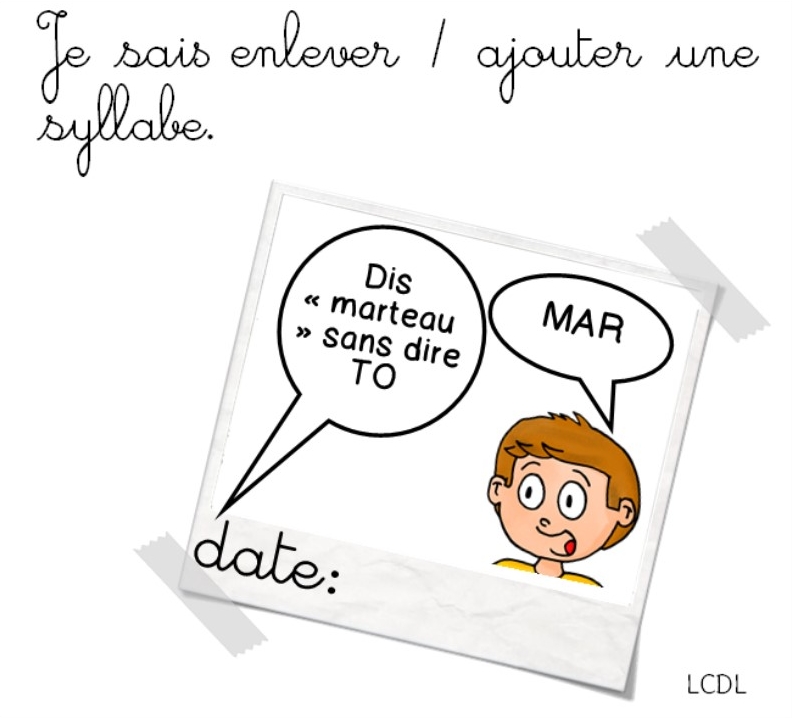 Je sais enlever / ajouter une
syllabe.
Dis
« marteau
» sans dire
TO
MAR
date:
LCDL